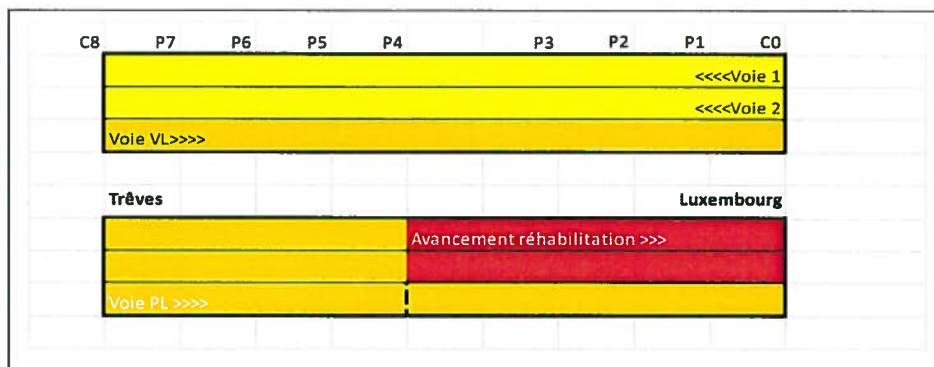 C8 P7 P6 P5 P4 P3 P2 P1 C0
<<<<Voie 1
<<<<Voie 2
Voie VL>>>>
Trêves Luxembourg
Avancement réhabilitation >>>
Voie PL >>>>